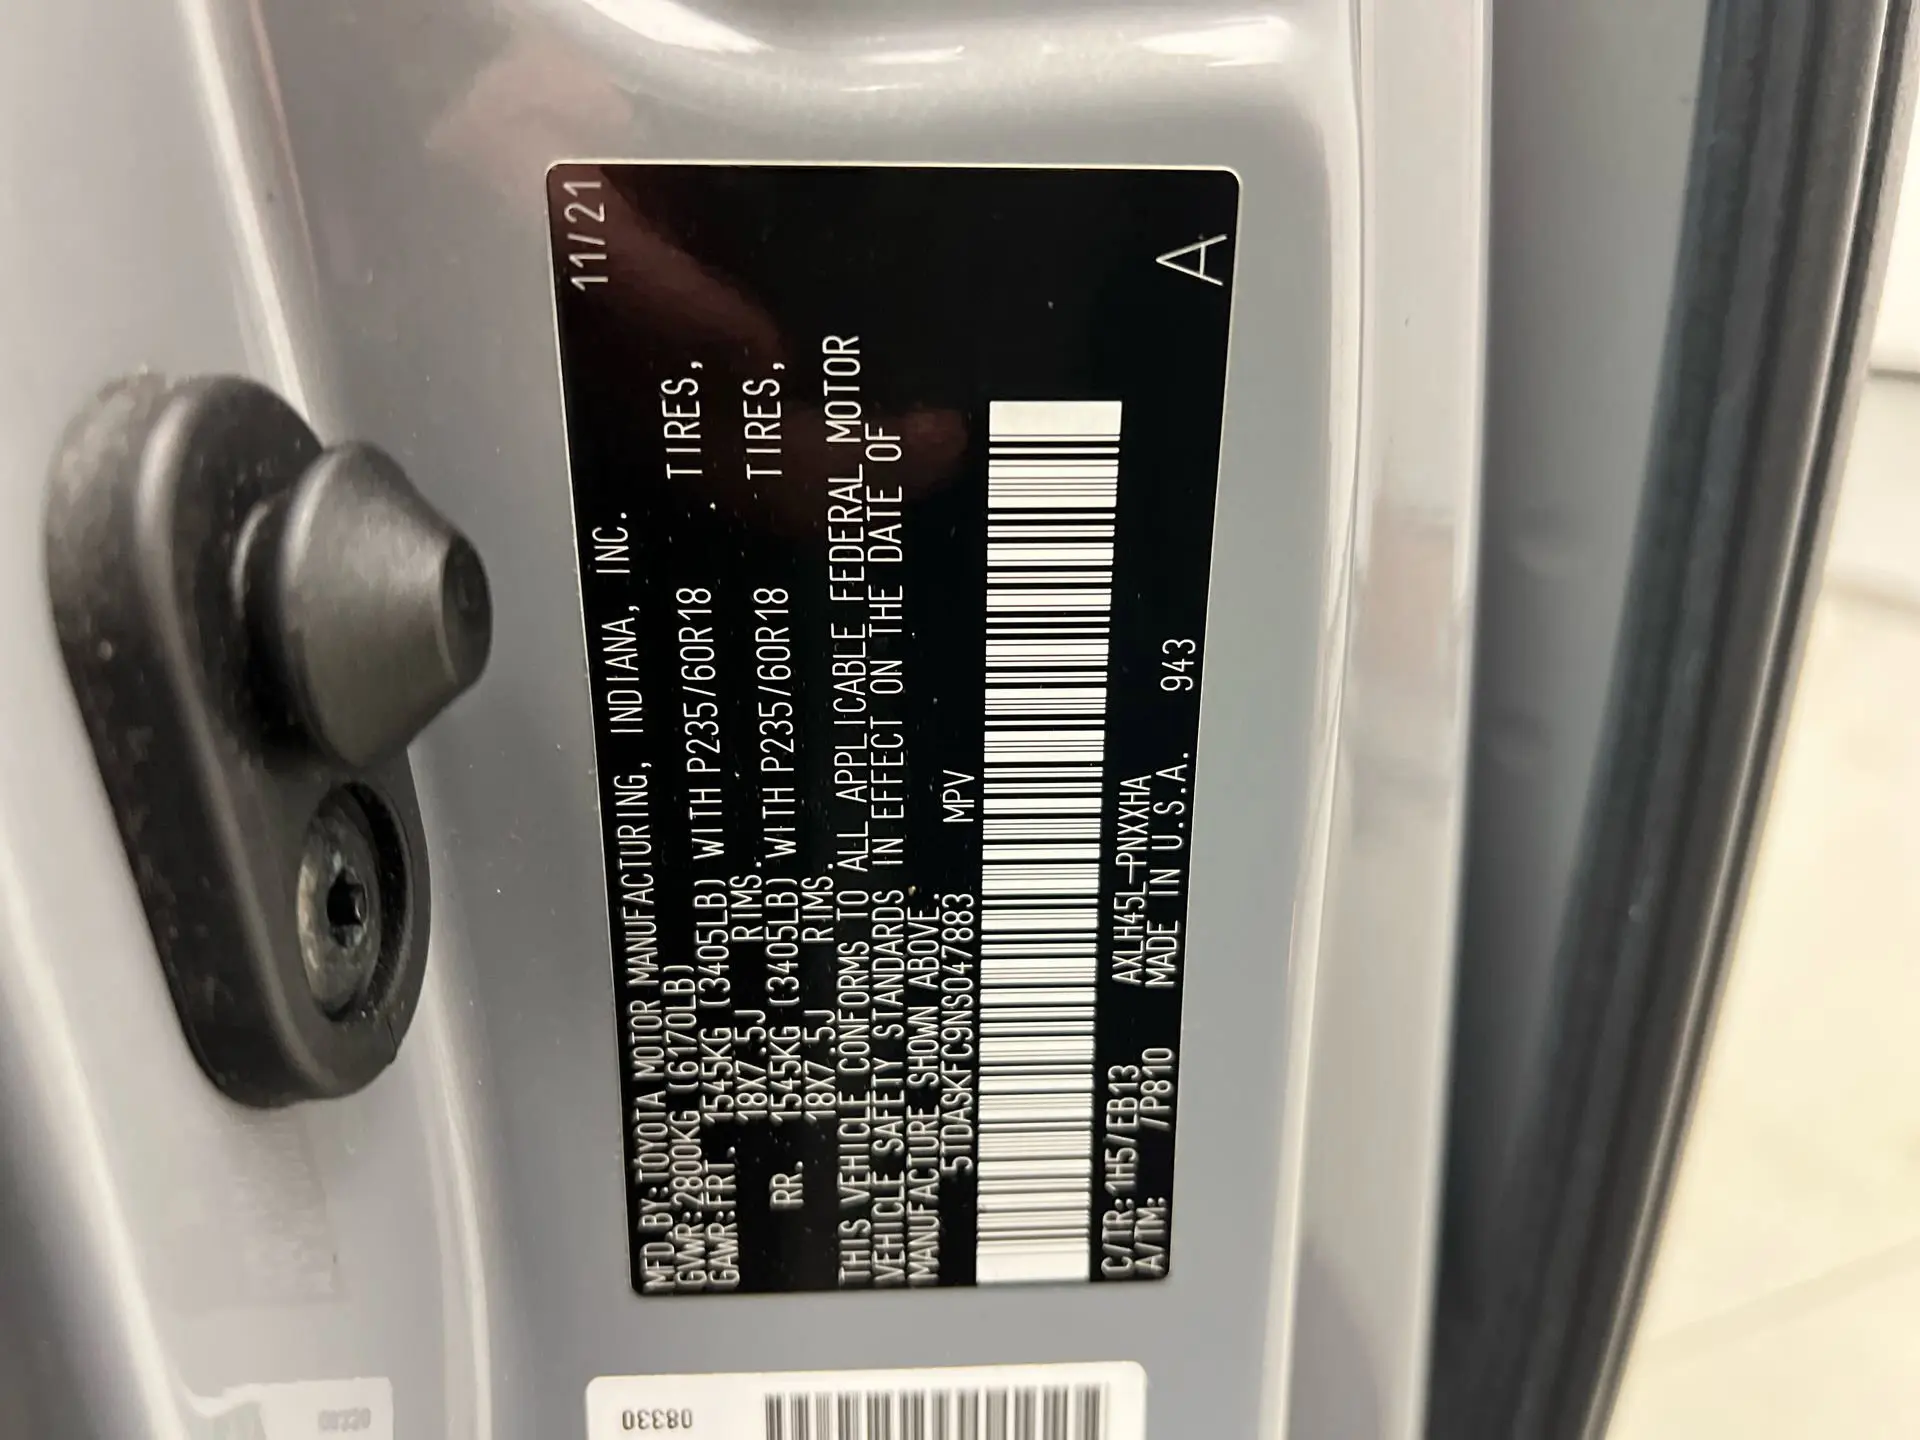 MFD BY:TOYOTA MOTOR MANUFACTURING, INDIANA, INC. 11/21
GVWR:2800KG (6170LB)
GAWR:FRT. 1545KG (3405LB) WITH P235/60R18 TIRES,
18X7.5J RIMS.
RR. 1545KG (3405LB) WITH P235/60R18 TIRES,
18X7.5J RIMS.
THIS VEHICLE CONFORMS TO ALL APPLICABLE FEDERAL MOTOR
VEHICLE SAFETY STANDARDS IN EFFECT ON THE DATE OF
MANUFACTURE SHOWN ABOVE.
5TDASKFC9NS047883 MPV
C/TR:1H5/EB13 AXLH45L-PNXXHA
A/TM: /P810 MADE IN U.S.A. 943 A
08330